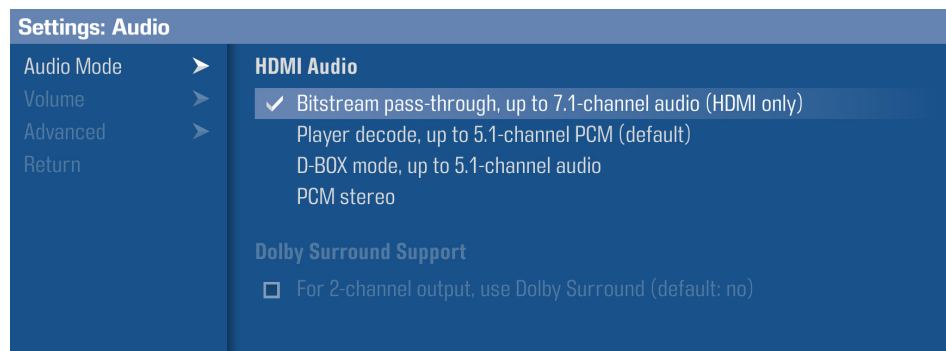 Settings: Audio
Audio Mode
Volume
Advanced
Return
HDMI Audio
Bitstream pass-through, up to 7.1-channel audio (HDMI only)
Player decode, up to 5.1-channel PCM (default)
D-BOX mode, up to 5.1-channel audio
PCM stereo
Dolby Surround Support
For 2-channel output, use Dolby Surround (default: no)